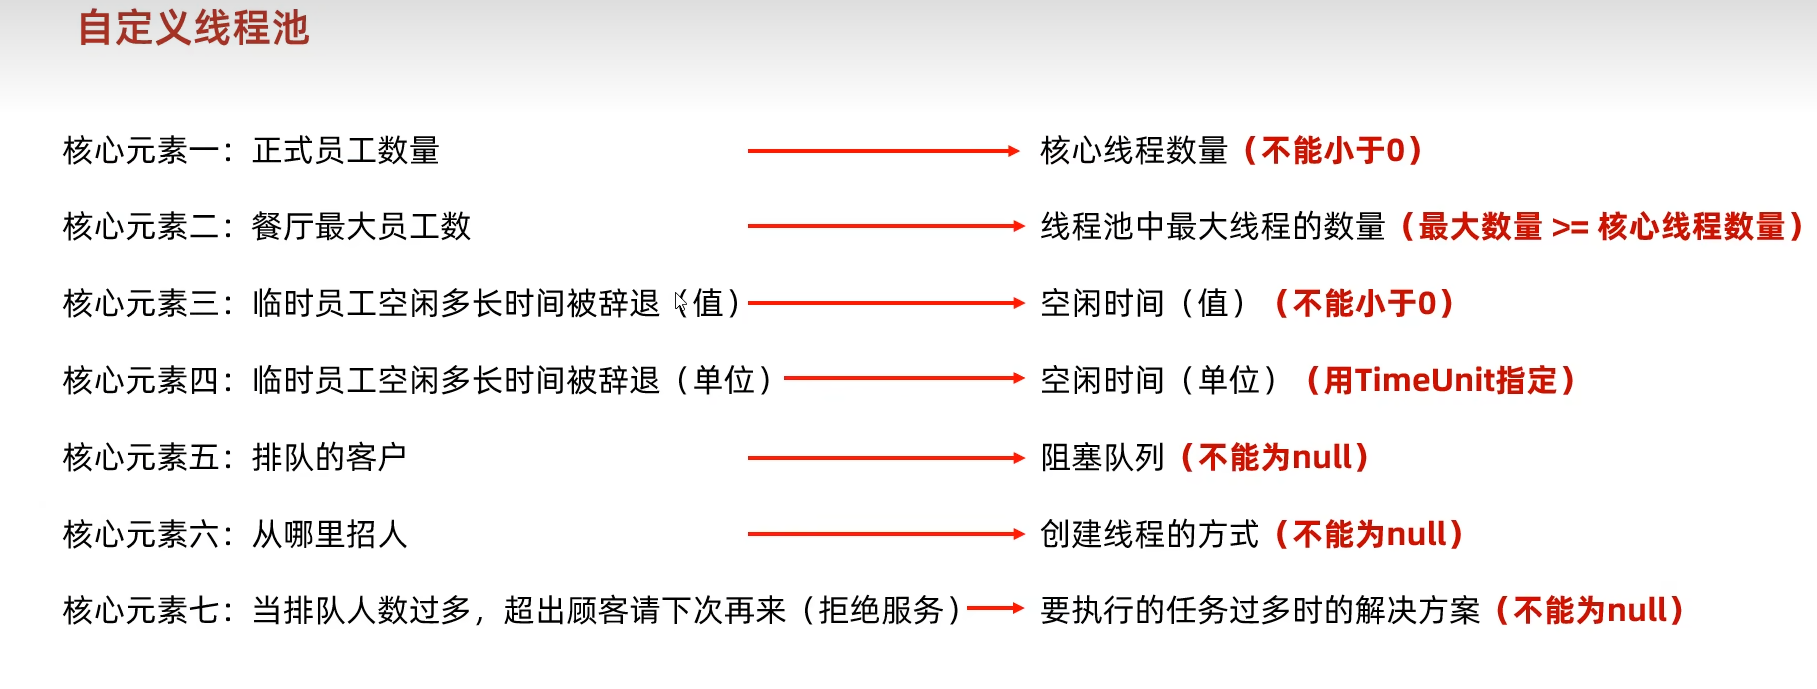 自定义线程池
核心元素一：正式员工数量 核心线程数量（不能小于0）
核心元素二：餐厅最大员工数 线程池中最大线程的数量（最大数量 >= 核心线程数量）
核心元素三：临时员工空闲多长时间被辞退（值） 空闲时间（值）（不能小于0）
核心元素四：临时员工空闲多长时间被辞退（单位） 空闲时间（单位）（用TimeUnit指定）
核心元素五：排队的客户 阻塞队列（不能为null）
核心元素六：从哪里招人 创建线程的方式（不能为null）
核心元素七：当排队人数过多，超出顾客请下次再来（拒绝服务） 要执行的任务过多时的解决方案（不能为null）